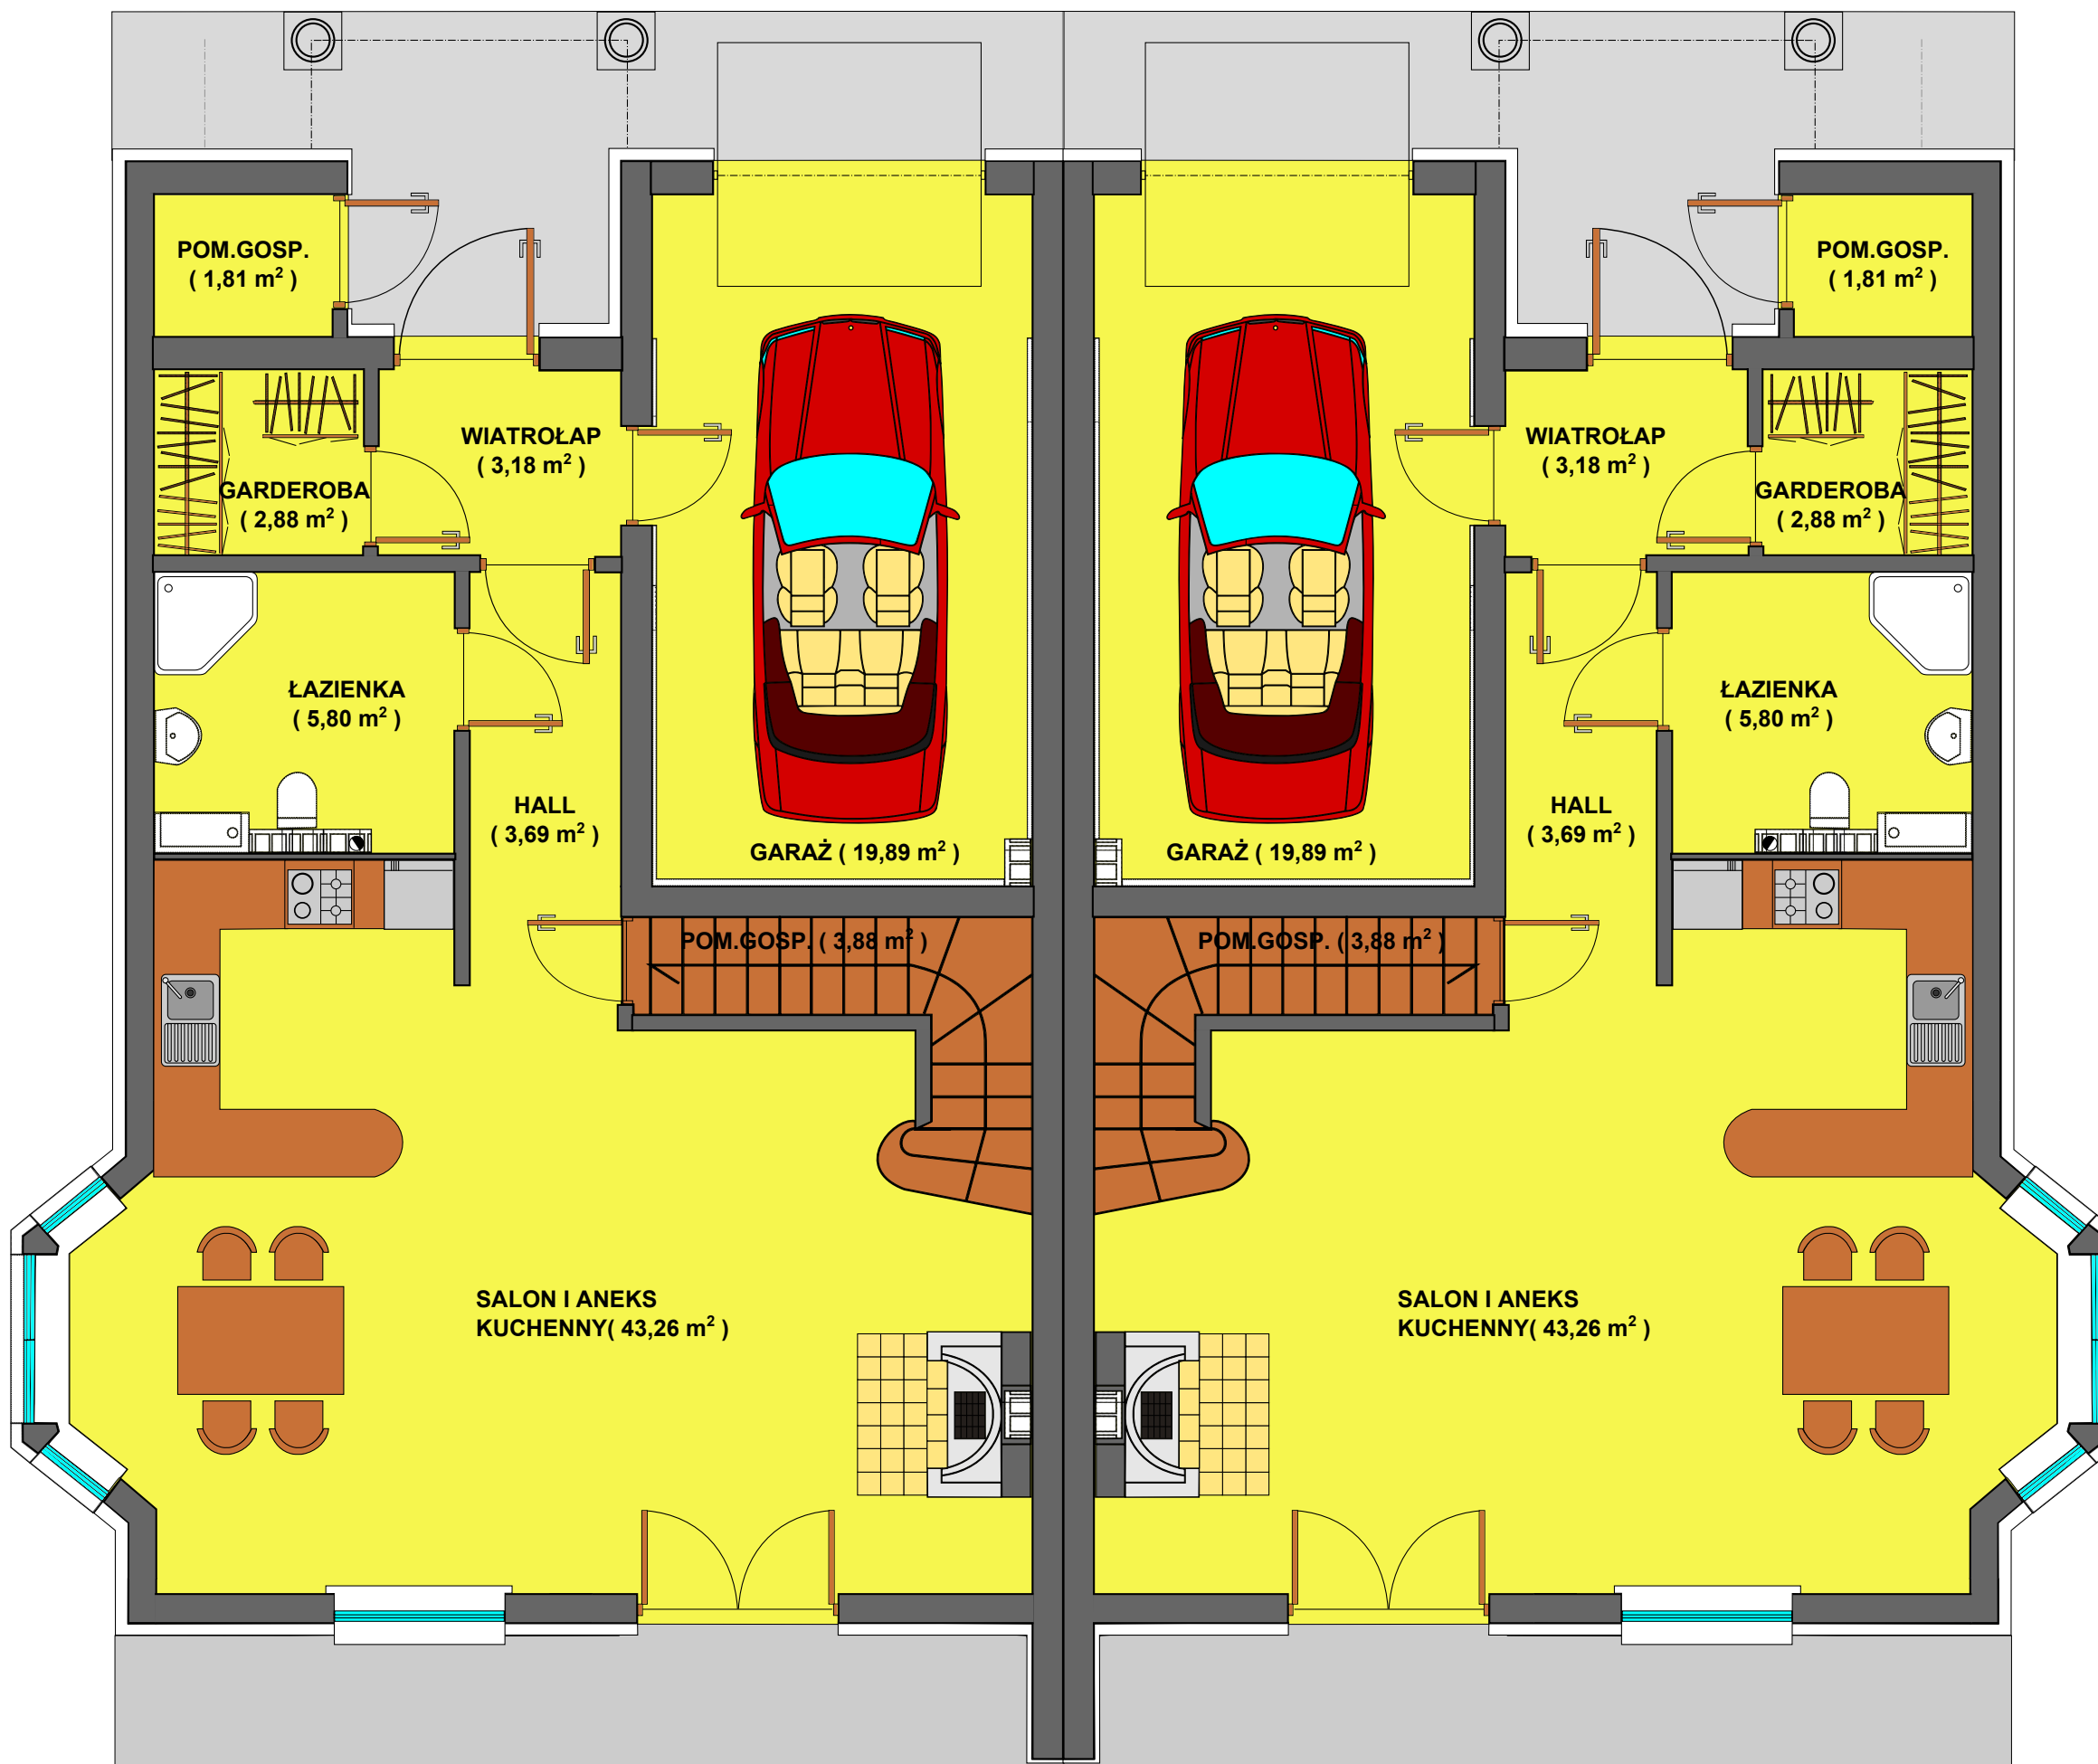 POM.GOSP.
( 1,81 m² )
POM.GOSP.
( 1,81 m² )
WIATROŁAP
( 3,18 m² )
WIATROŁAP
( 3,18 m² )
GARDEROBA
( 2,88 m² )
GARDEROBA
( 2,88 m² )
ŁAZIENKA
( 5,80 m² )
ŁAZIENKA
( 5,80 m² )
HALL
( 3,69 m² )
HALL
( 3,69 m² )
GARAŻ ( 19,89 m² )
GARAŻ ( 19,89 m² )
POM.GOSP. ( 3,88 m² )
POM.GOSP. ( 3,88 m² )
SALON I ANEKS
KUCHENNY( 43,26 m² )
SALON I ANEKS
KUCHENNY( 43,26 m² )